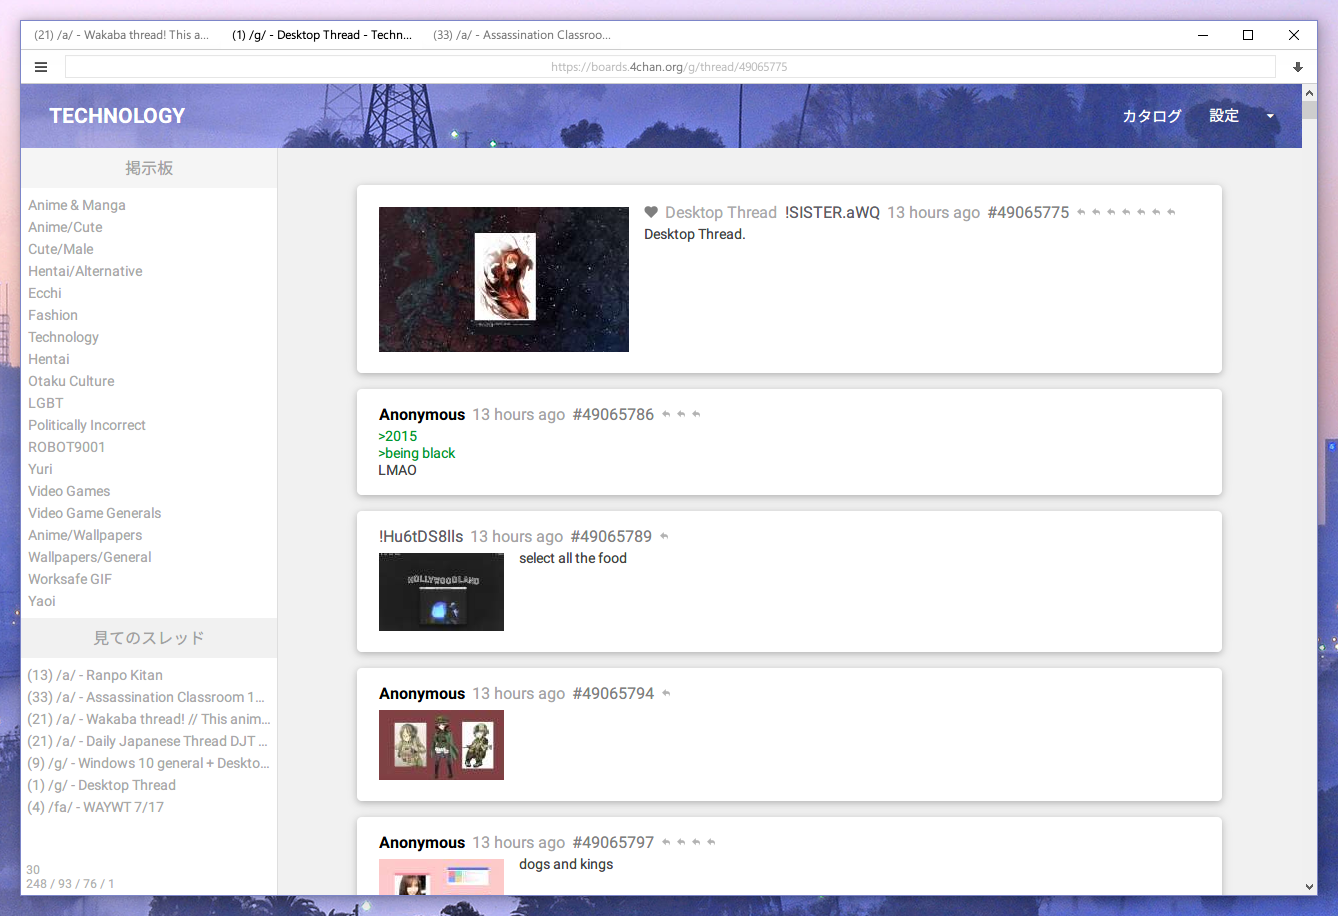 (21) /a/ - Wakaba thread! This a...
(1) /g/ - Desktop Thread - Techn...
(33) /a/ - Assassination Classroo...
https://boards.4chan.org/g/thread/49065775
TECHNOLOGY
カタログ
設定
掲示板
Anime & Manga
Anime/Cute
Cute/Male
Hentai/Alternative
Ecchi
Fashion
Technology
Hentai
Otaku Culture
LGBT
Politically Incorrect
ROBOT9001
Yuri
Video Games
Video Game Generals
Anime/Wallpapers
Wallpapers/General
Worksafe GIF
Yaoi
見てのスレッド
(13) /a/ - Ranpo Kitan
(33) /a/ - Assassination Classroom 1...
(21) /a/ - Wakaba thread! // This anim...
(21) /a/ - Daily Japanese Thread DJT ...
(9) /g/ - Windows 10 general + Deskto...
(1) /g/ - Desktop Thread
(4) /fa/ - WAYWT 7/17
30
248 / 93 / 76 / 1
Desktop Thread !SISTER.aWQ 13 hours ago #49065775
Desktop Thread.
Anonymous 13 hours ago #49065786
>2015
>being black
LMAO
!Hu6tDS8lls 13 hours ago #49065789
HOLLYWOODLAND
select all the food
Anonymous 13 hours ago #49065794
Anonymous 13 hours ago #49065797
dogs and kings